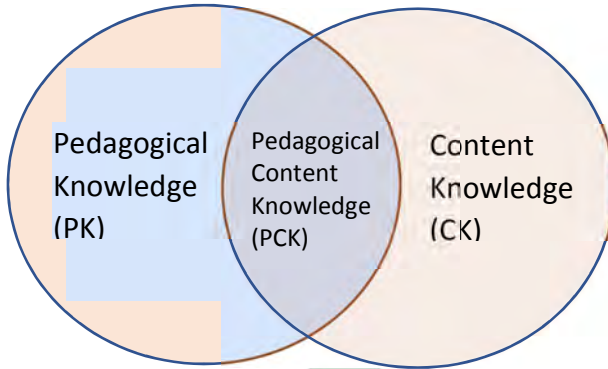 Pedagogical
Knowledge
(PK)
Pedagogical
Content
Knowledge
(PCK)
Content
Knowledge
(CK)